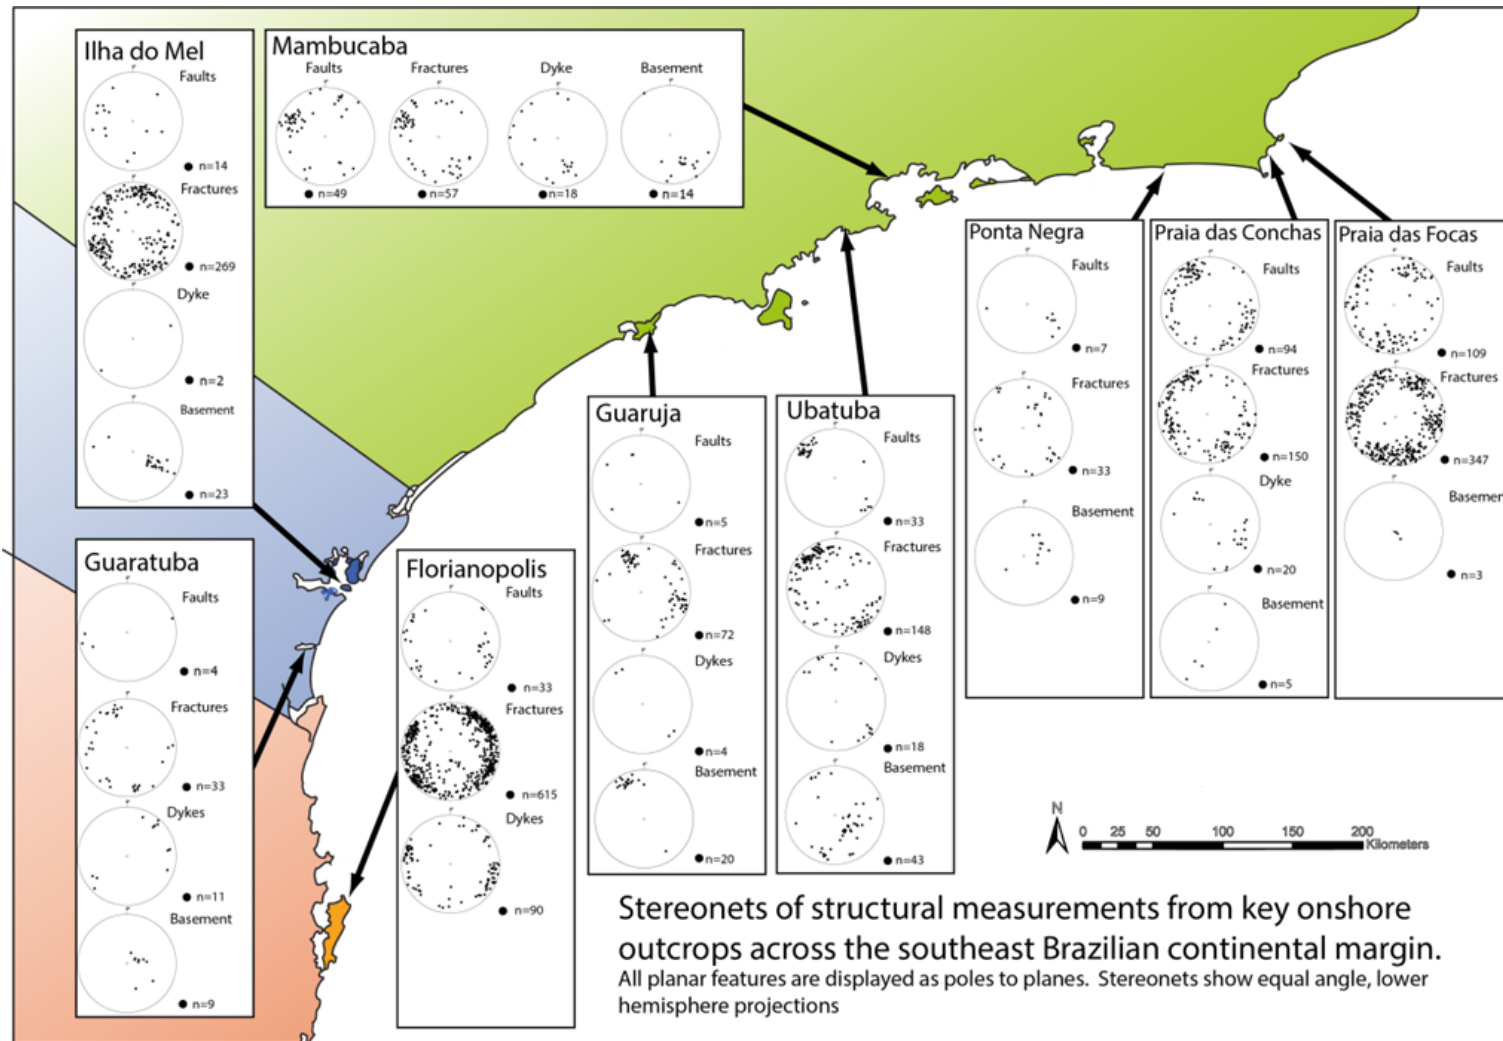 Ilha do Mel
Faults
n=14
Fractures
n=269
Dyke
n=2
Basement
n=23
Mambucaba
Faults
Fractures
Dyke
Basement
n=49
n=57
n=18
n=14
Ponta Negra
Faults
n=7
Fractures
n=33
Basement
n=9
Praia das Conchas
Faults
n=94
Fractures
n=150
Dyke
n=20
Basement
n=5
Praia das Focas
Faults
n=109
Fractures
n=347
Basemen
n=3
Guaruja
Faults
n=5
Fractures
n=72
Dykes
n=4
Basement
n=20
Ubatuba
Faults
n=33
Fractures
n=148
Dykes
n=18
Basement
n=43
Guaratuba
Faults
n=4
Fractures
n=33
Dykes
n=11
Basement
n=9
Florianopolis
Faults
n=33
Fractures
n=615
Dykes
n=90
N
0 25 50 100 150 200
Kilometers
Stereonets of structural measurements from key onshore
outcrops across the southeast Brazilian continental margin.
All planar features are displayed as poles to planes. Stereonets show equal angle, lower
hemisphere projections